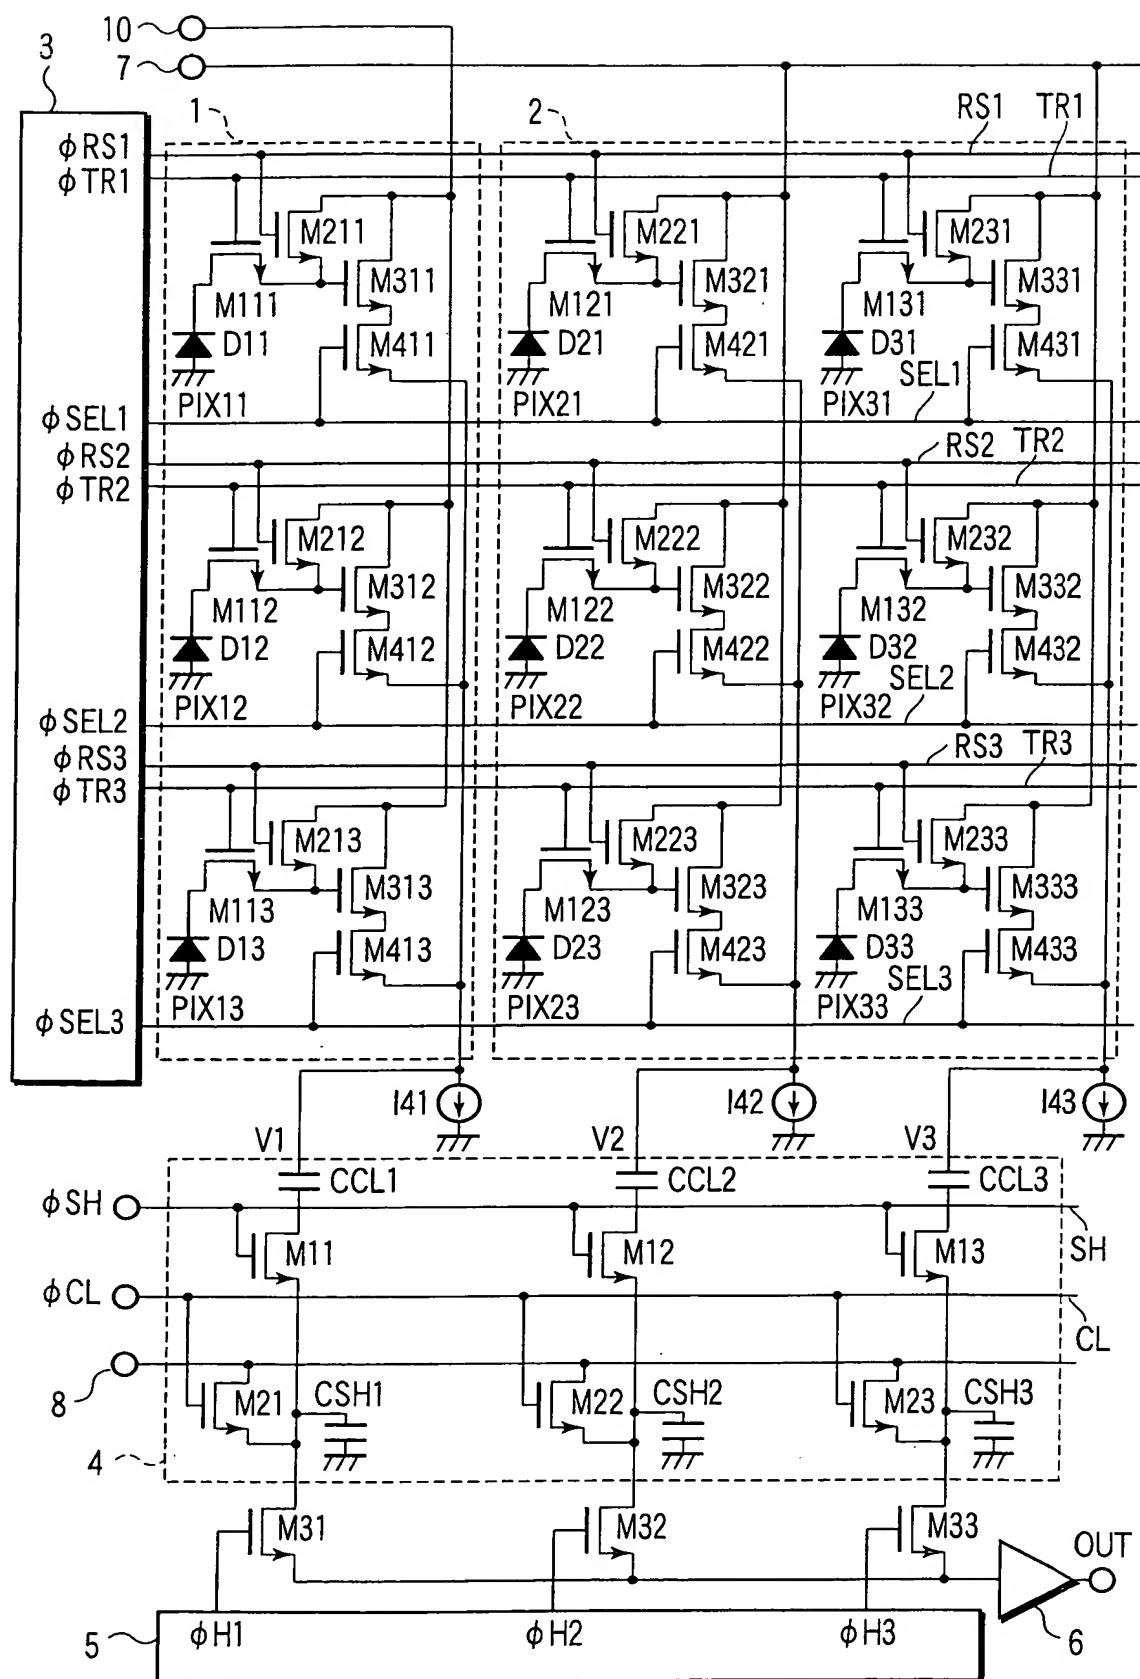 10
7
3
1
2
RS1
TR1
φRS1
φTR1
M211
M221
M231
M311
M321
M331
M111
M121
M131
D11
M411
D21
M421
D31
M431
PIX11
PIX21
PIX31
SEL1
φSEL1
φRS2
RS2
TR2
φTR2
M212
M222
M232
M312
M322
M332
M112
M122
M132
D12
M412
D22
M422
D32
M432
PIX12
PIX22
PIX32
SEL2
φSEL2
φRS3
RS3
TR3
φTR3
M213
M223
M233
M313
M323
M333
M113
M123
M133
D13
M413
D23
M423
D33
M433
PIX13
PIX23
PIX33
SEL3
φSEL3
I41
I42
I43
V1
V2
V3
CCL1
CCL2
CCL3
φSH
M11
M12
M13
SH
φCL
CL
8
M21
CSH1
M22
CSH2
M23
CSH3
4
M31
M32
M33
OUT
5
φH1
φH2
φH3
6